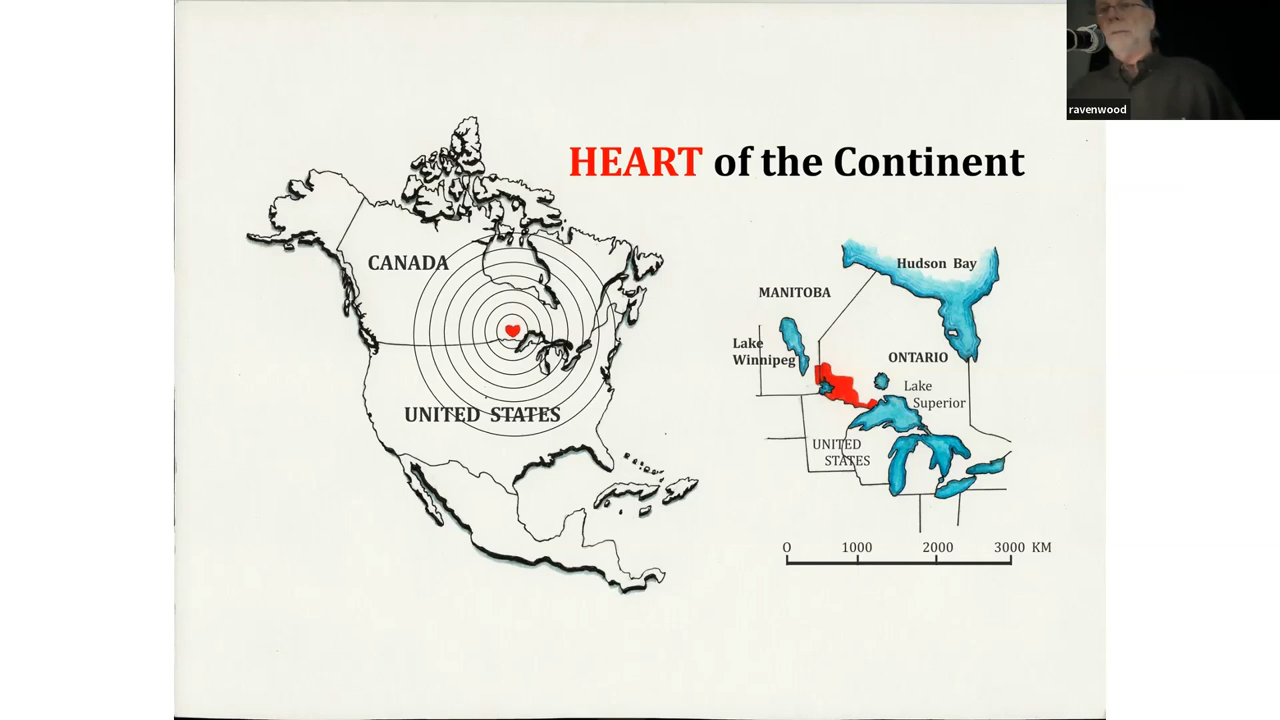 ravenwood
HEART of the Continent
CANADA
UNITED STATES
Hudson Bay
MANITOBA
Lake
Winnipeg
ONTARIO
Lake
Superior
UNITED
STATES
0 1000 2000 3000 KM